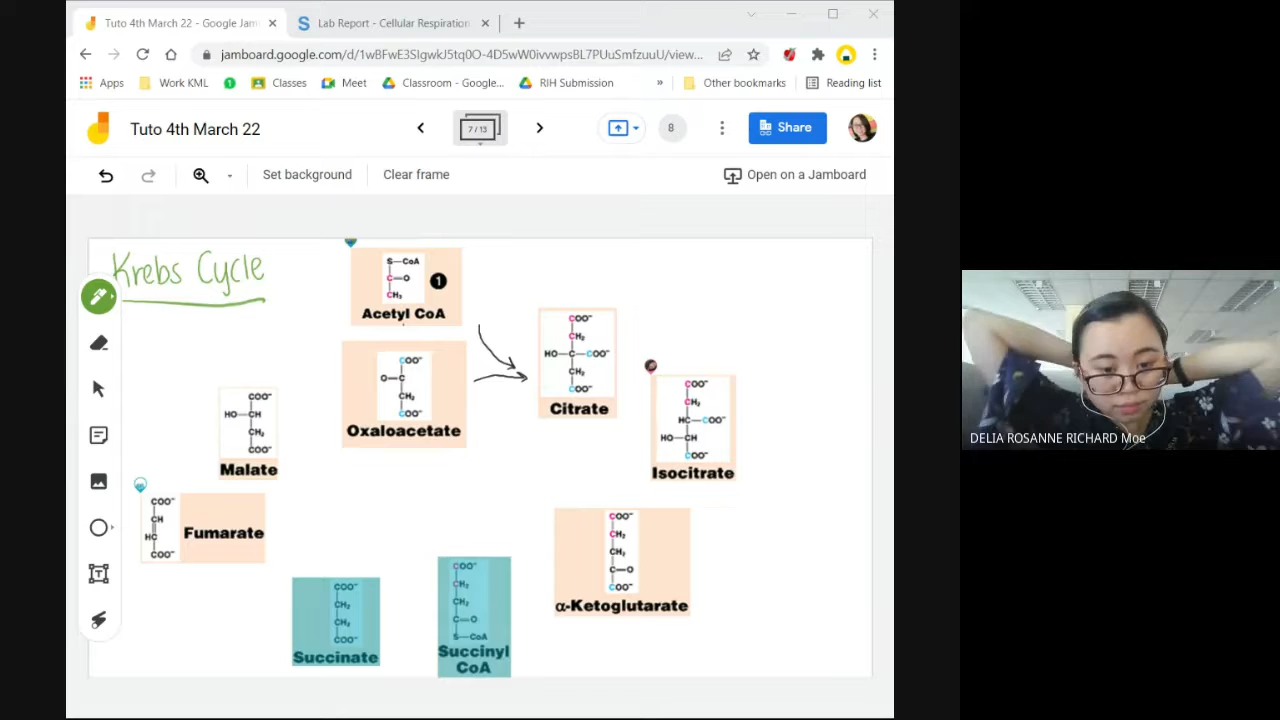 Tuto 4th March 22 - Google Jam
Lab Report - Cellular Respiration
jamboard.google.com/d/1wBFwE3SIgwkJ5tq0O-4D5wW0ivvwpsBL7PUuSmfzuuU/view...
Apps
Work KML
Classes
Meet
Classroom - Google...
RIH Submission
»
Other bookmarks
Reading list
Tuto 4th March 22
7 / 13
8
Share
Set background
Clear frame
Open on a Jamboard
Krebs Cycle
S—CoA
C—O
CH₃
1
Acetyl CoA
COO⁻
O—C
CH₂
COO⁻
Oxaloacetate
COO⁻
CH₂
HO—C—COO⁻
CH₂
COO⁻
Citrate
COO⁻
CH₂
HC—COO⁻
HO—CH
COO⁻
Isocitrate
COO⁻
HO—CH
CH₂
COO⁻
Malate
COO⁻
CH
HC
COO⁻
Fumarate
COO⁻
CH₂
CH₂
C—O
COO⁻
α-Ketoglutarate
COO⁻
CH₂
CH₂
COO⁻
Succinate
COO⁻
CH₂
CH₂
C—O
S—CoA
Succinyl
CoA
DELIA ROSANNE RICHARD Moe